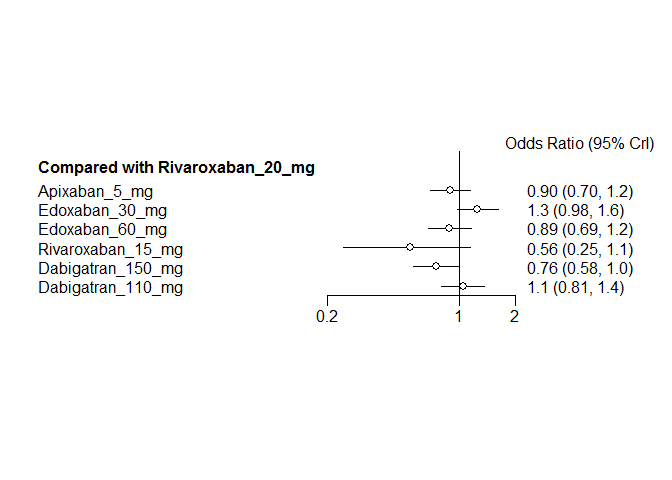 Odds Ratio (95% CrI)
Compared with Rivaroxaban_20_mg
Apixaban_5_mg 0.90 (0.70, 1.2)
Edoxaban_30_mg 1.3 (0.98, 1.6)
Edoxaban_60_mg 0.89 (0.69, 1.2)
Rivaroxaban_15_mg 0.56 (0.25, 1.1)
Dabigatran_150_mg 0.76 (0.58, 1.0)
Dabigatran_110_mg 1.1 (0.81, 1.4)
0.2 1 2